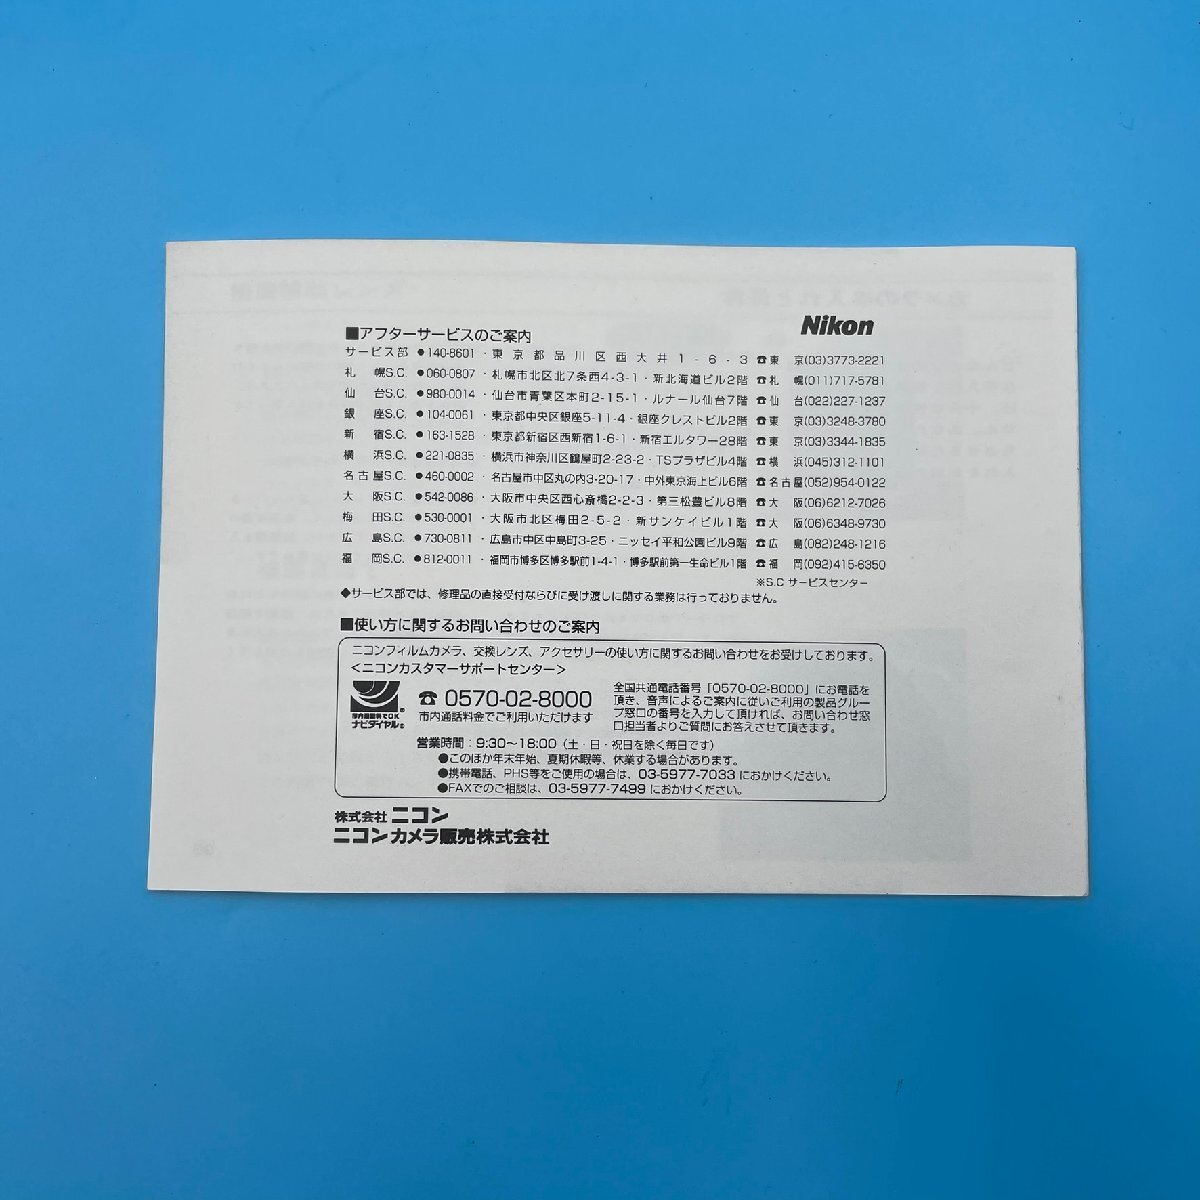 Nikon
■アフターサービスのご案内
サービス部 ●140-8601・東京都品川区西大井1-6-3 ☎東 京(03)3773-2221
札 幌S.C. ●060-0807・札幌市北区北7条西4-3-1・新北海道ビル2階 ☎札 幌(011)717-5781
仙 台S.C. ●980-0014・仙台市青葉区本町2-15-1・ルナール仙台7階 ☎仙 台(022)227-1237
銀 座S.C. ●104-0061・東京都中央区銀座5-11-4・銀座クレストビル2階 ☎東 京(03)3248-3780
新 宿S.C. ●163-1528・東京都新宿区西新宿1-6-1・新宿エルタワー28階 ☎東 京(03)3344-1835
横 浜S.C. ●221-0835・横浜市神奈川区鶴屋町2-23-2・TSプラザビル4階 ☎横 浜(045)312-1101
名古屋S.C. ●460-0002・名古屋市中区丸の内3-20-17・中外東京海上ビル6階 ☎名古屋(052)954-0122
大 阪S.C. ●542-0086・大阪市中央区西心斎橋2-2-3・第三松豊ビル8階 ☎大 阪(06)6212-7026
梅 田S.C. ●530-0001・大阪市北区梅田2-5-2・新サンケイビル1階 ☎大 阪(06)6348-9730
広 島S.C. ●730-0811・広島市中区中島町3-25・ニッセイ平和公園ビル9階 ☎広 島(082)248-1216
福 岡S.C. ●812-0011・福岡市博多区博多駅前1-4-1・博多駅前第一生命ビル1階 ☎福 岡(092)415-6350
※S.C サービスセンター
◆サービス部では、修理品の直接受付ならびに受け渡しに関する業務は行っておりません。
■使い方に関するお問い合わせのご案内
ニコンフィルムカメラ、交換レンズ、アクセサリーの使い方に関するお問い合わせをお受けしております。
<ニコンカスタマーサポートセンター>
市内通話料でOK
ナビダイヤル®
☎ 0570-02-8000
市内通話料金でご利用いただけます
全国共通電話番号「0570-02-8000」にお電話を
頂き、音声によるご案内に従いご利用の製品グルー
プ窓口の番号を入力して頂ければ、お問い合わせ窓
口担当者よりご質問にお答えさせて頂きます。
営業時間：9:30～18:00（土・日・祝日を除く毎日です）
●このほか年末年始、夏期休暇等、休業する場合があります。
●携帯電話、PHS等をご使用の場合は、03-5977-7033 におかけください。
●FAXでのご相談は、03-5977-7499 におかけください。
株式会社 ニコン
ニコン カメラ販売株式会社